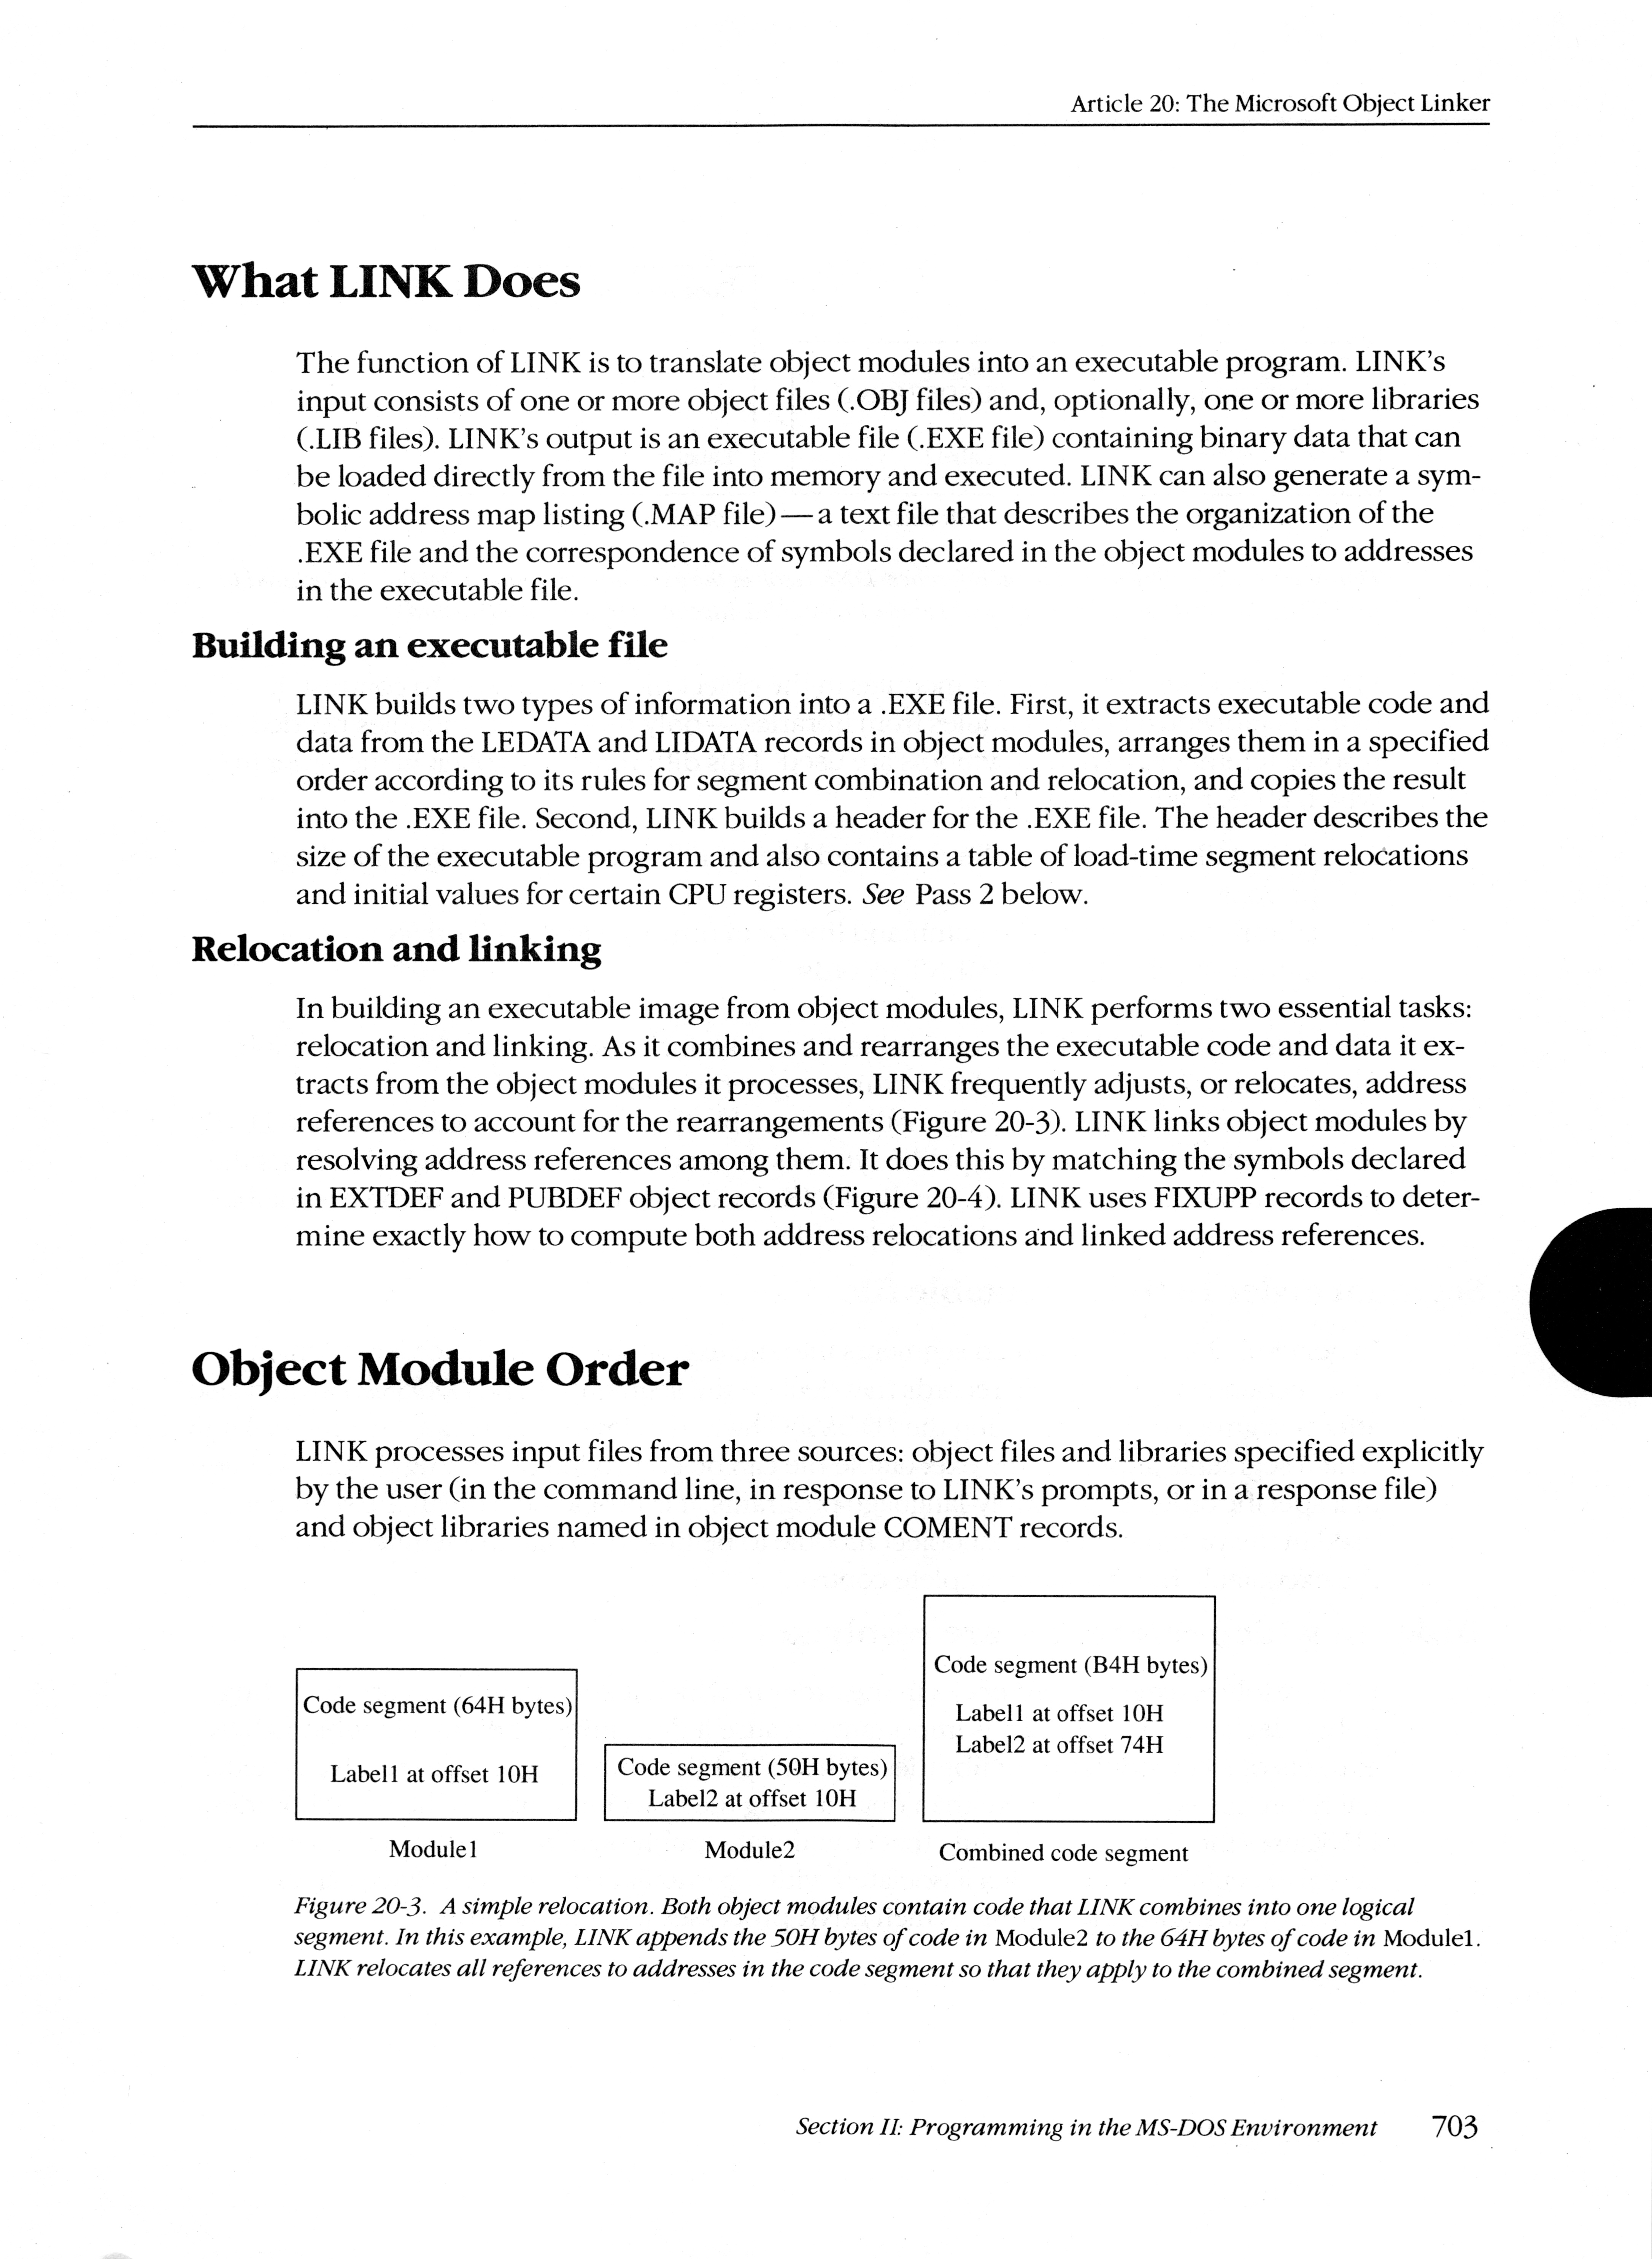 Article 20: The Microsoft Object Linker
What LINK Does
The function of LINK is to translate object modules into an executable program. LINK's
input consists of one or more object files (.OBJ files) and, optionally, one or more libraries
(.LIB files). LINK's output is an executable file (.EXE file) containing binary data that can
be loaded directly from the file into memory and executed. LINK can also generate a sym-
bolic address map listing (.MAP file)—a text file that describes the organization of the
.EXE file and the correspondence of symbols declared in the object modules to addresses
in the executable file.
Building an executable file
LINK builds two types of information into a .EXE file. First, it extracts executable code and
data from the LEDATA and LIDATA records in object modules, arranges them in a specified
order according to its rules for segment combination and relocation, and copies the result
into the .EXE file. Second, LINK builds a header for the .EXE file. The header describes the
size of the executable program and also contains a table of load-time segment relocations
and initial values for certain CPU registers. See Pass 2 below.
Relocation and linking
In building an executable image from object modules, LINK performs two essential tasks:
relocation and linking. As it combines and rearranges the executable code and data it ex-
tracts from the object modules it processes, LINK frequently adjusts, or relocates, address
references to account for the rearrangements (Figure 20-3). LINK links object modules by
resolving address references among them. It does this by matching the symbols declared
in EXTDEF and PUBDEF object records (Figure 20-4). LINK uses FIXUPP records to deter-
mine exactly how to compute both address relocations and linked address references.
Object Module Order
LINK processes input files from three sources: object files and libraries specified explicitly
by the user (in the command line, in response to LINK's prompts, or in a response file)
and object libraries named in object module COMENT records.
Code segment (64H bytes)
Label1 at offset 10H
Module1
Code segment (50H bytes)
Label2 at offset 10H
Module2
Code segment (B4H bytes)
Label1 at offset 10H
Label2 at offset 74H
Combined code segment
Figure 20-3. A simple relocation. Both object modules contain code that LINK combines into one logical
segment. In this example, LINK appends the 50H bytes of code in Module2 to the 64H bytes of code in Module1.
LINK relocates all references to addresses in the code segment so that they apply to the combined segment.
Section II: Programming in the MS-DOS Environment 703